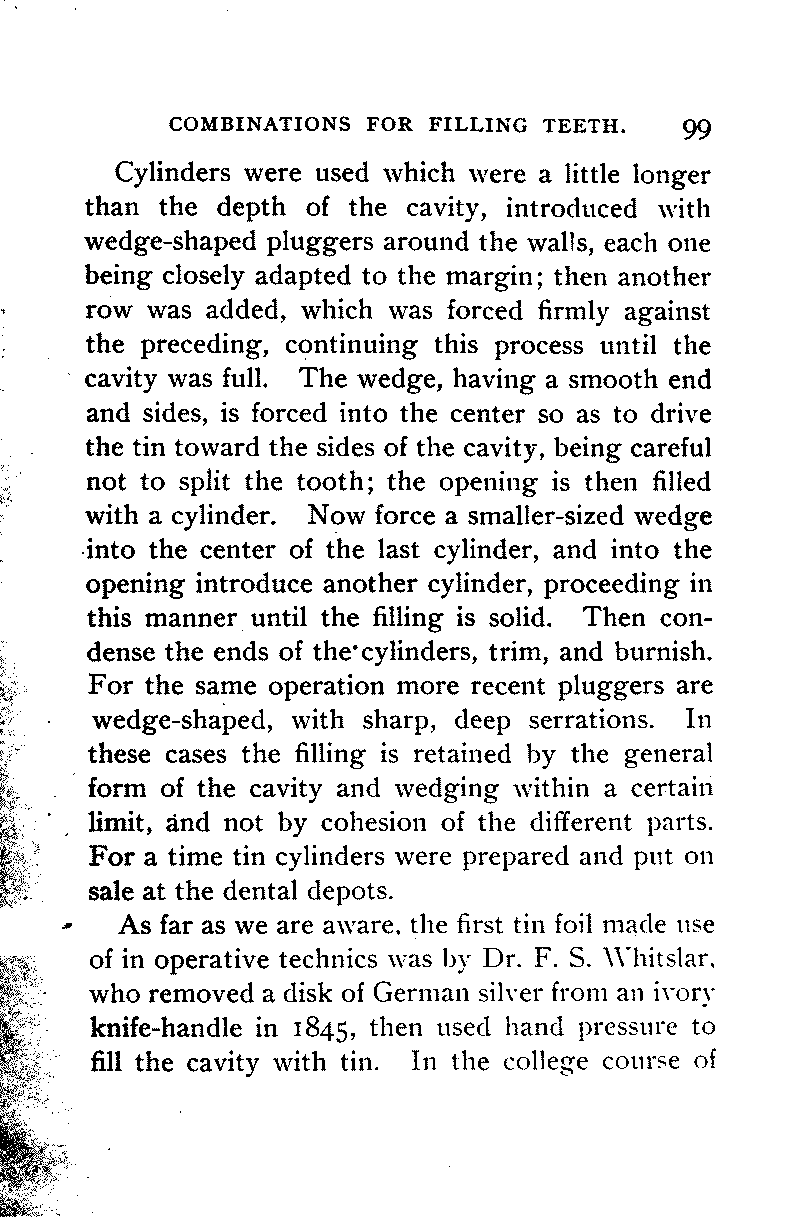 COMBINATIONS FOR FILLING TEETH. 99
Cylinders were used which were a little longer
than the depth of the cavity, introduced with
wedge-shaped pluggers around the walls, each one
being closely adapted to the margin; then another
row was added, which was forced firmly against
the preceding, continuing this process until the
cavity was full. The wedge, having a smooth end
and sides, is forced into the center so as to drive
the tin toward the sides of the cavity, being careful
not to split the tooth; the opening is then filled
with a cylinder. Now force a smaller-sized wedge
into the center of the last cylinder, and into the
opening introduce another cylinder, proceeding in
this manner until the filling is solid. Then con-
dense the ends of the cylinders, trim, and burnish.
For the same operation more recent pluggers are
wedge-shaped, with sharp, deep serrations. In
these cases the filling is retained by the general
form of the cavity and wedging within a certain
limit, and not by cohesion of the different parts.
For a time tin cylinders were prepared and put on
sale at the dental depots.
As far as we are aware, the first tin foil made use
of in operative technics was by Dr. F. S. Whitslar,
who removed a disk of German silver from an ivory
knife-handle in 1845, then used hand pressure to
fill the cavity with tin. In the college course of